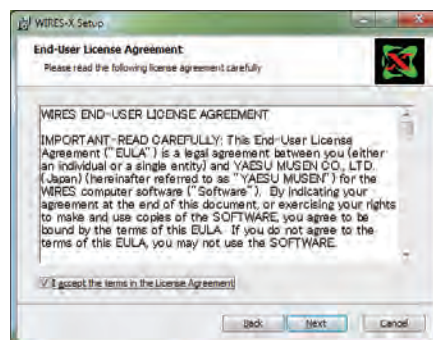 WIRES-X Setup
End-User License Agreement
Please read the following license agreement carefully
WIRES END-USER LICENSE AGREEMENT
IMPORTANT-READ CAREFULLY: This End-User License
Agreement ("EULA") is a legal agreement between you (either
an individual or a single entity) and YAESU MUSEN CO., LTD.
(Japan) (hereinafter referred to as "YAESU MUSEN") for the
WIRES computer software ("Software"). By indicating your
agreement at the end of this document, or exercising your rights
to make and use copies of the SOFTWARE, you agree to be
bound by the terms of this EULA. If you do not agree to the
terms of this EULA, you may not use the SOFTWARE.
I accept the terms in the License Agreement
Back Next Cancel